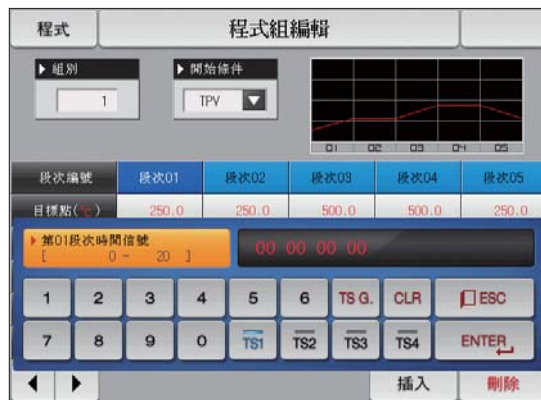 程式
程式組編輯
▶ 組別
▶ 開始條件
1
TPV
01 02 03 04 05
段次編號 段次01 段次02 段次03 段次04 段次05
目標點(℃) 250.0 250.0 500.0 500.0 250.0
▶ 第01段次時間信號
[ 0 - 20 ]
00 00 00 00
1 2 3 4 5 6 TS G. CLR ESC
7 8 9 0 TS1 TS2 TS3 TS4 ENTER
插入 刪除